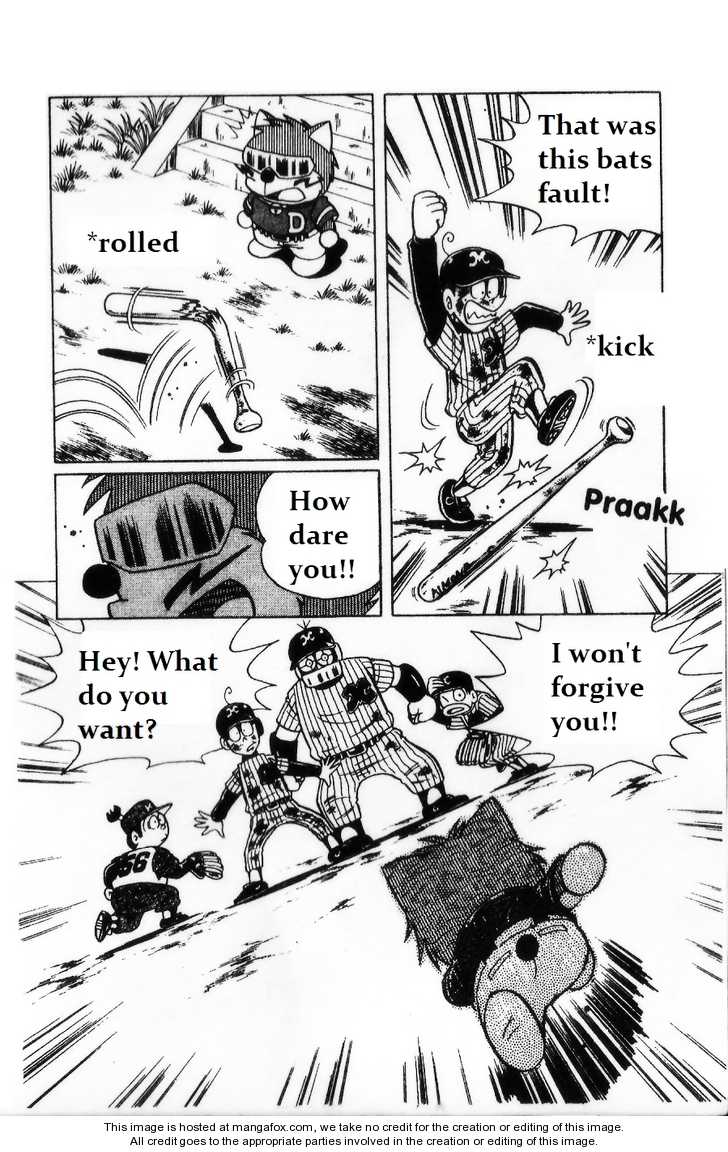 That was
this bats
fault!
*kick
Praakk
*rolled
D
How
dare
you!!
Hey! What
do you
want?
I won't
forgive
you!!
56
This image is hosted at mangafox.com, we take no credit for the creation or editing of this image.
All credit goes to the appropriate parties involved in the creation or editing of this image.